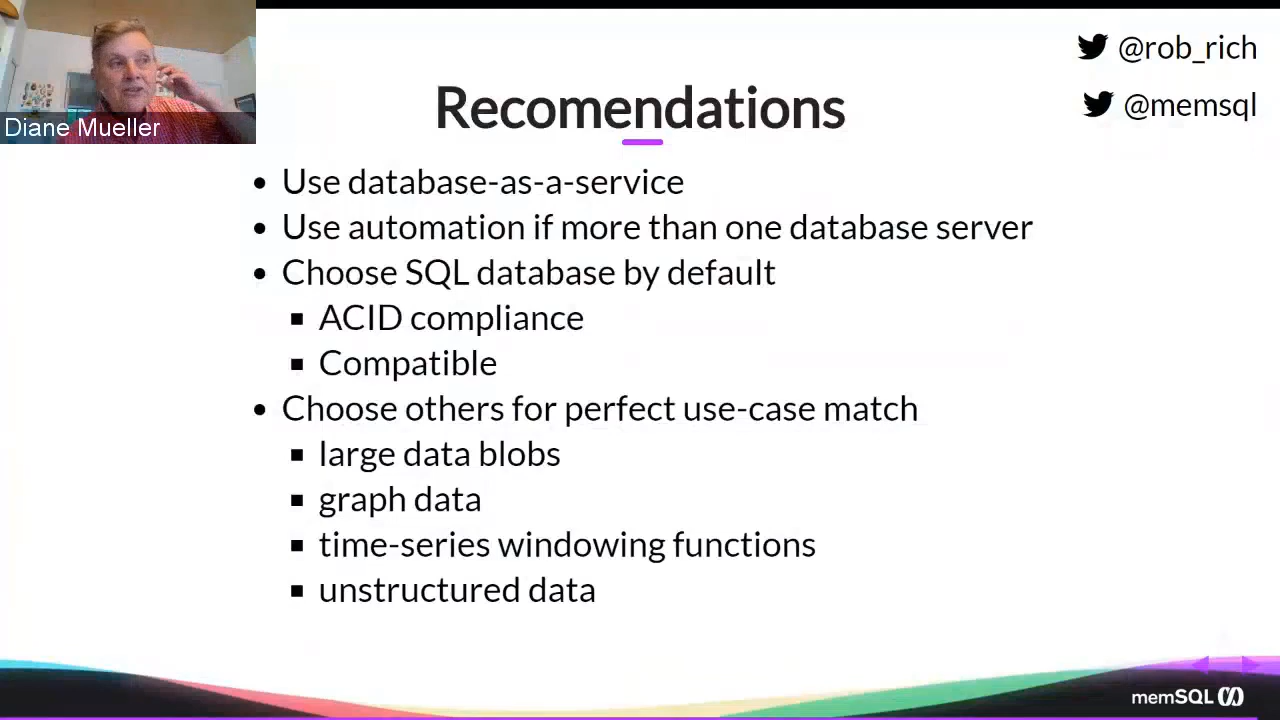 Diane Mueller
@rob_rich
@memsql
Recomendations
Use database-as-a-service
Use automation if more than one database server
Choose SQL database by default
ACID compliance
Compatible
Choose others for perfect use-case match
large data blobs
graph data
time-series windowing functions
unstructured data
memSQL